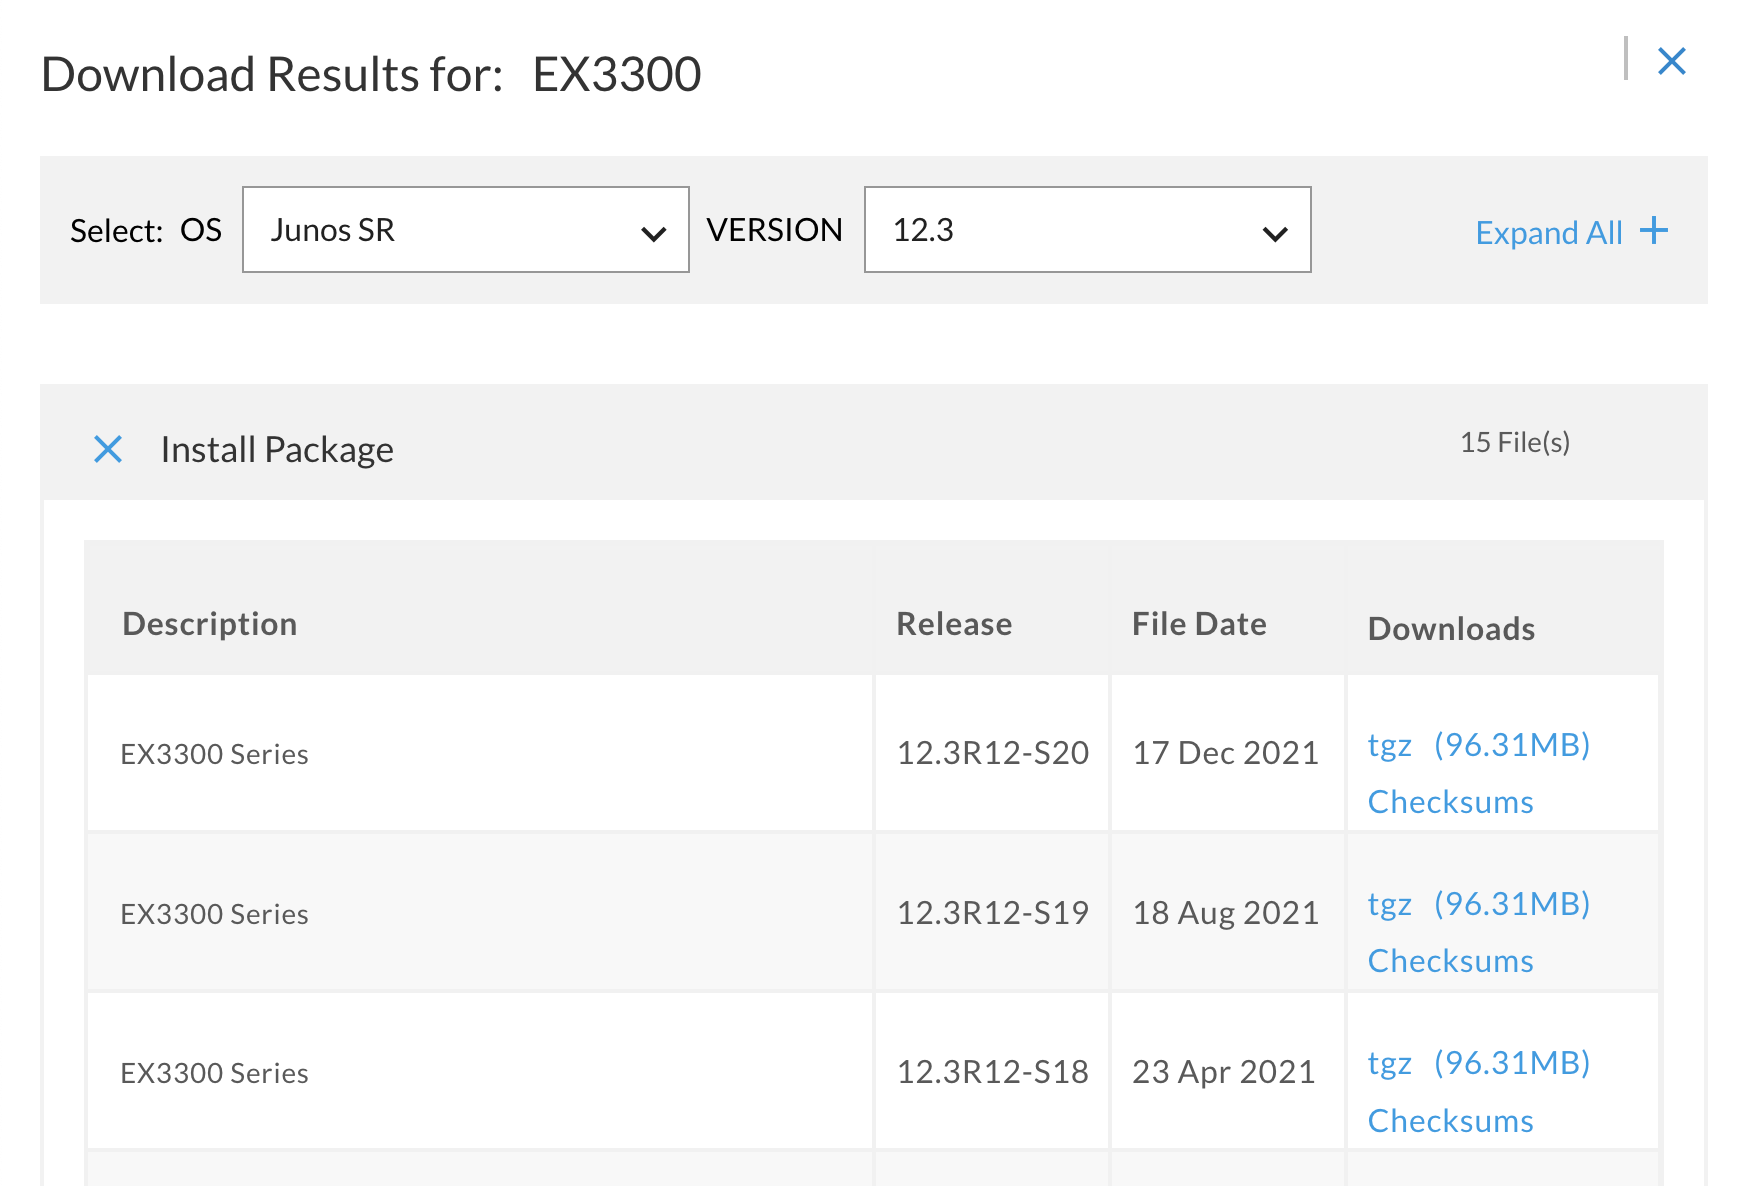 Download Results for: EX3300
Select: OS Junos SR VERSION 12.3 Expand All +
Install Package 15 File(s)
Description Release File Date Downloads
EX3300 Series 12.3R12-S20 17 Dec 2021 tgz (96.31MB)
Checksums
EX3300 Series 12.3R12-S19 18 Aug 2021 tgz (96.31MB)
Checksums
EX3300 Series 12.3R12-S18 23 Apr 2021 tgz (96.31MB)
Checksums